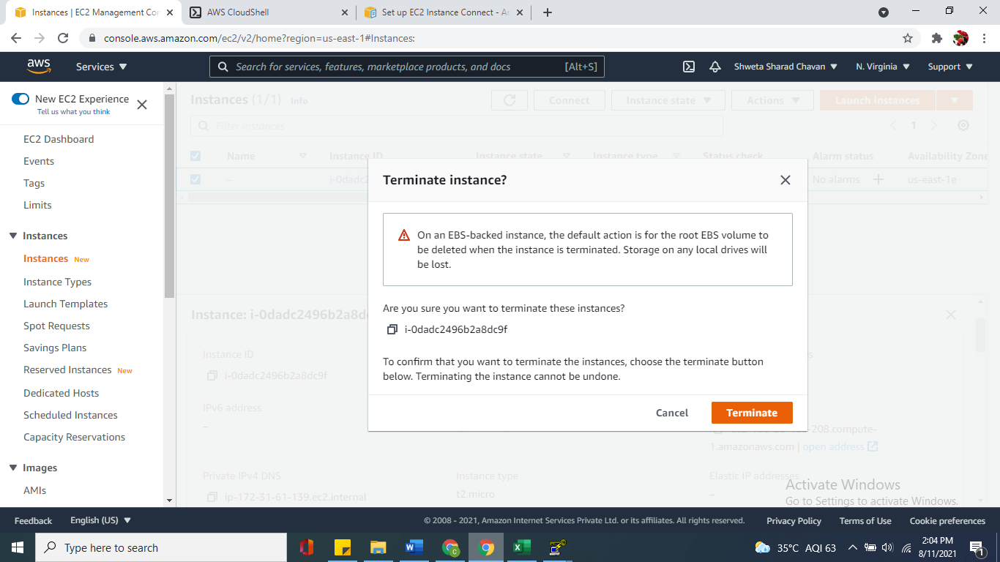 Instances | EC2 Management Con
AWS CloudShell
Set up EC2 Instance Connect - Am
console.aws.amazon.com/ec2/v2/home?region=us-east-1#Instances:
aws
Services
Search for services, features, marketplace products, and docs
[Alt+S]
Shweta Sharad Chavan
N. Virginia
Support
New EC2 Experience
Tell us what you think
EC2 Dashboard
Events
Tags
Limits
Instances
Instances New
Instance Types
Launch Templates
Spot Requests
Savings Plans
Reserved Instances New
Dedicated Hosts
Scheduled Instances
Capacity Reservations
Images
AMIs
Instances (1/1) Info
Connect
Instance state
Actions
Launch instances
Filter instances
1
Name
Instance ID
Instance state
Instance type
Status check
Alarm status
Availability Zone
–
i-0dadc2
No alarms
us-east-1e
Terminate instance?
On an EBS-backed instance, the default action is for the root EBS volume to
be deleted when the instance is terminated. Storage on any local drives will
be lost.
Are you sure you want to terminate these instances?
i-0dadc2496b2a8dc9f
To confirm that you want to terminate the instances, choose the terminate button
below. Terminating the instance cannot be undone.
Cancel
Terminate
Instance: i-0dadc2496b2a8d
Instance ID
i-0dadc2496b2a8dc9f
IPv6 address
–
208.compute-
1.amazonaws.com | open address
Private IPv4 DNS
ip-172-31-61-139.ec2.internal
Instance type
t2.micro
Elastic IP addresses
–
Activate Windows
Go to Settings to activate Windows.
Feedback
English (US)
© 2008 - 2021, Amazon Internet Services Private Ltd. or its affiliates. All rights reserved.
Privacy Policy
Terms of Use
Cookie preferences
Type here to search
35°C AQI 63
2:04 PM
8/11/2021
1